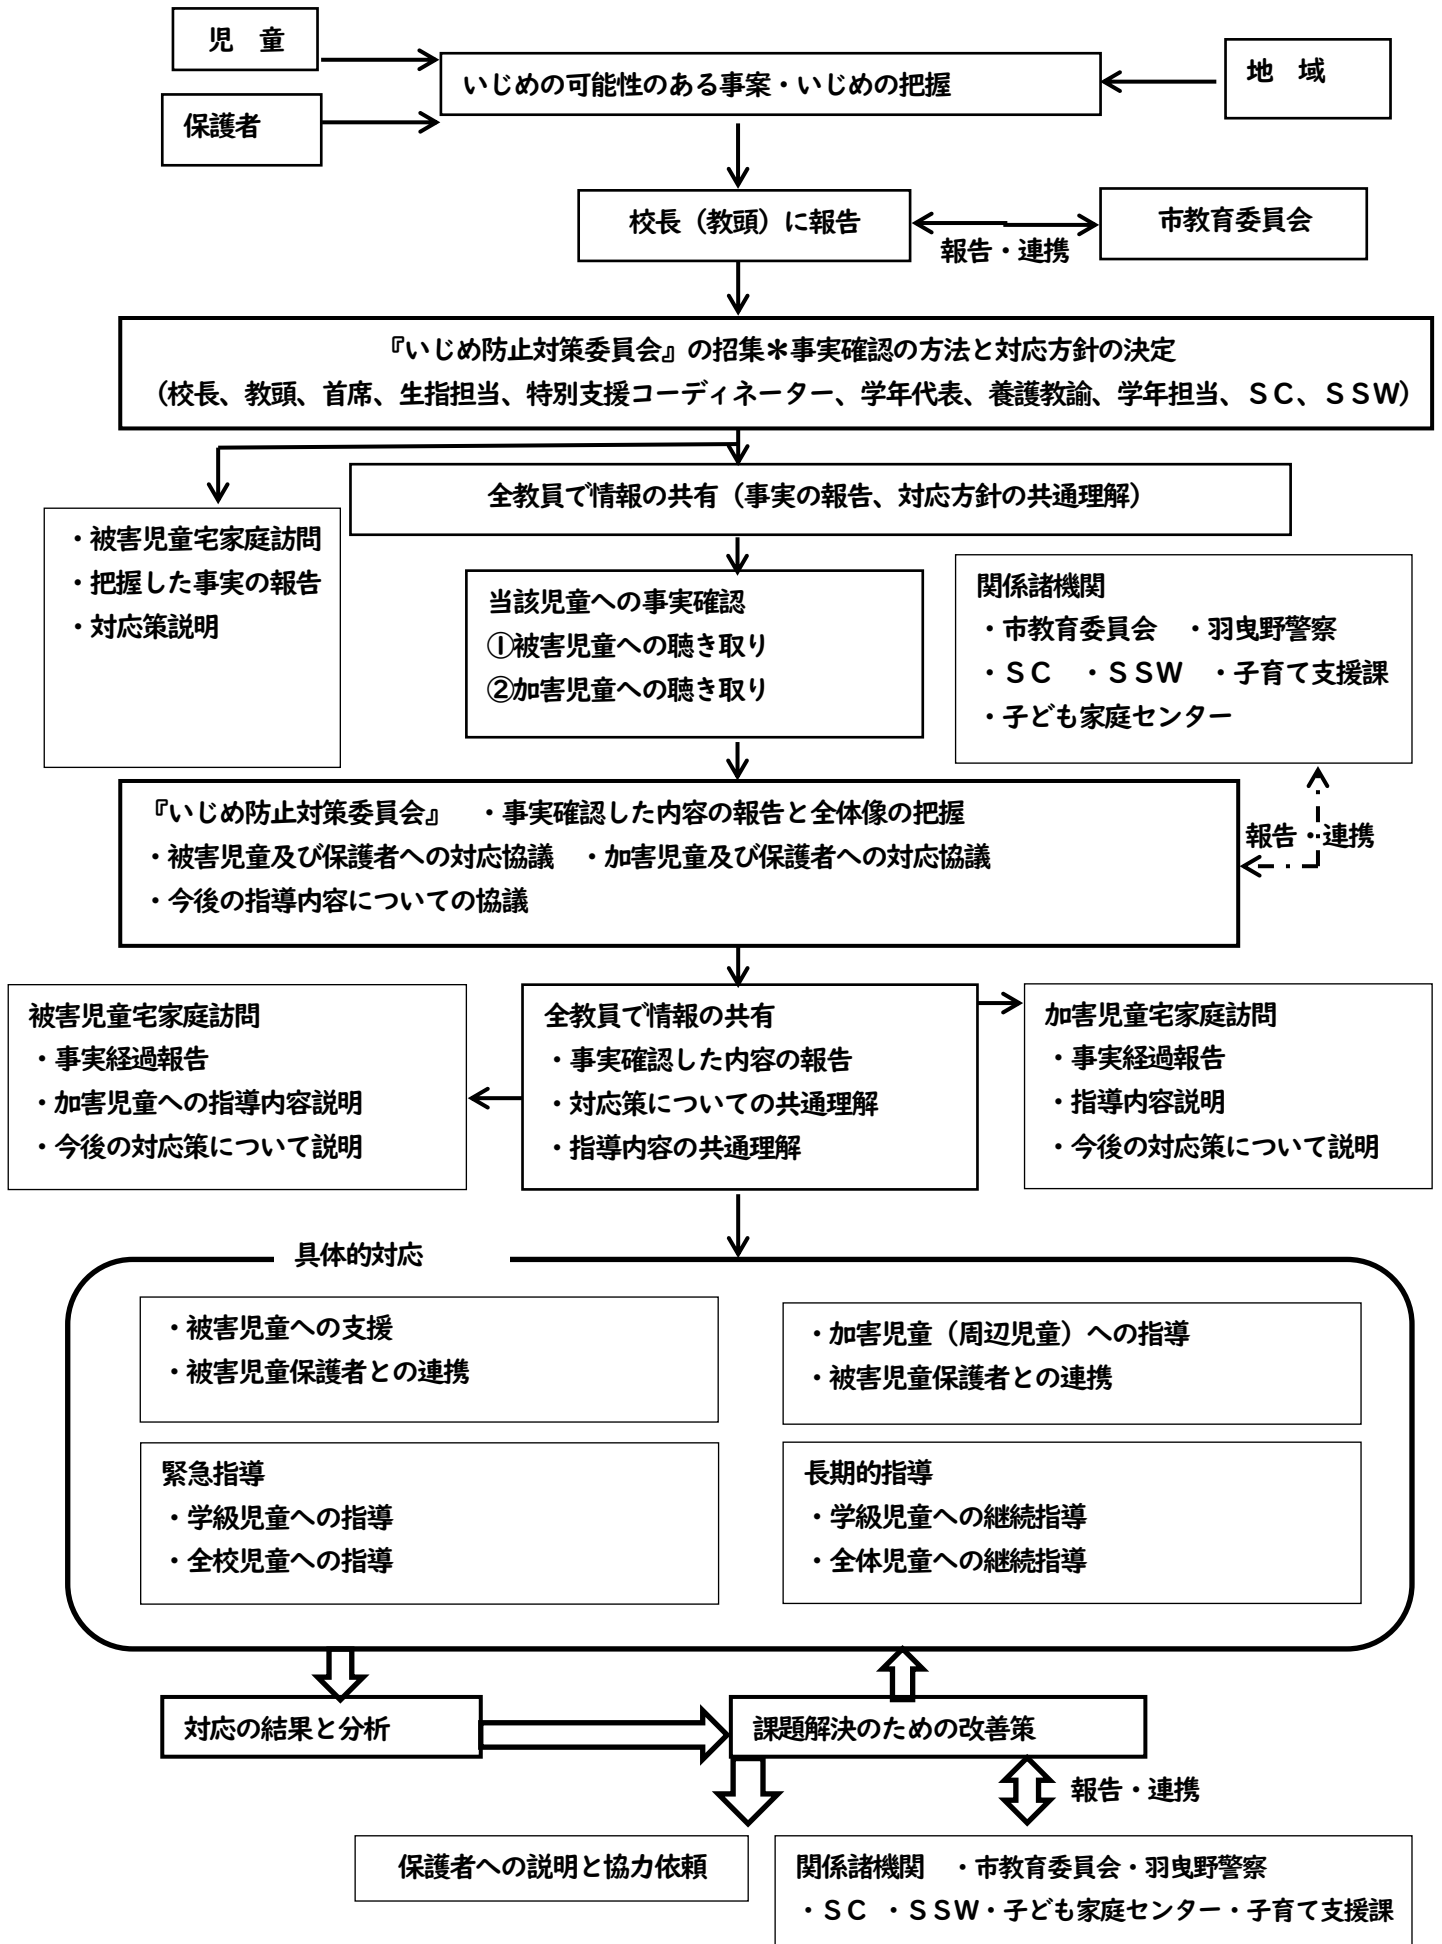 児　童
いじめの可能性のある事案・いじめの把握
地　域
保護者
校長（教頭）に報告
市教育委員会
報告・連携
『いじめ防止対策委員会』の招集＊事実確認の方法と対応方針の決定
（校長、教頭、首席、生指担当、特別支援コーディネーター、学年代表、養護教諭、学年担当、ＳＣ、ＳＳＷ）
全教員で情報の共有（事実の報告、対応方針の共通理解）
・被害児童宅家庭訪問
・把握した事実の報告
・対応策説明
当該児童への事実確認
①被害児童への聴き取り
②加害児童への聴き取り
関係諸機関
・市教育委員会　・羽曳野警察
・ＳＣ　・ＳＳＷ　・子育て支援課
・子ども家庭センター
『いじめ防止対策委員会』　・事実確認した内容の報告と全体像の把握
・被害児童及び保護者への対応協議　・加害児童及び保護者への対応協議
・今後の指導内容についての協議
報告・連携
被害児童宅家庭訪問
・事実経過報告
・加害児童への指導内容説明
・今後の対応策について説明
全教員で情報の共有
・事実確認した内容の報告
・対応策についての共通理解
・指導内容の共通理解
加害児童宅家庭訪問
・事実経過報告
・指導内容説明
・今後の対応策について説明
具体的対応
・被害児童への支援
・被害児童保護者との連携
・加害児童（周辺児童）への指導
・被害児童保護者との連携
緊急指導
・学級児童への指導
・全校児童への指導
長期的指導
・学級児童への継続指導
・全体児童への継続指導
対応の結果と分析
課題解決のための改善策
報告・連携
保護者への説明と協力依頼
関係諸機関　・市教育委員会・羽曳野警察
・ＳＣ　・ＳＳＷ・子ども家庭センター・子育て支援課